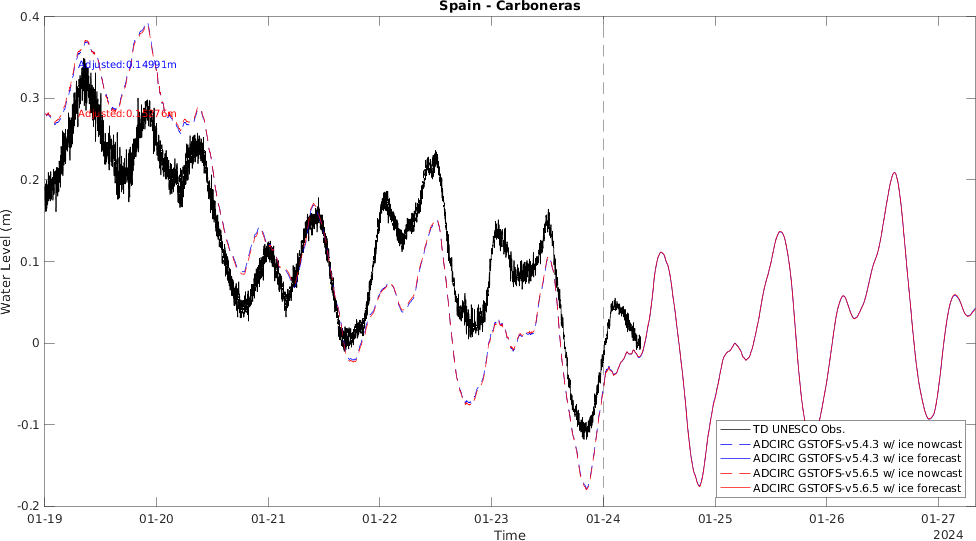 Spain - Carboneras
0.4
0.3
0.2
0.1
0
-0.1
-0.2
Water Level (m)
Adjusted:0.14991m
TD UNESCO Obs.
ADCIRC GSTOFS-v5.4.3 w/ ice nowcast
ADCIRC GSTOFS-v5.4.3 w/ ice forecast
ADCIRC GSTOFS-v5.6.5 w/ ice nowcast
ADCIRC GSTOFS-v5.6.5 w/ ice forecast
01-19 01-20 01-21 01-22 01-23 01-24 01-25 01-26 01-27
Time
2024